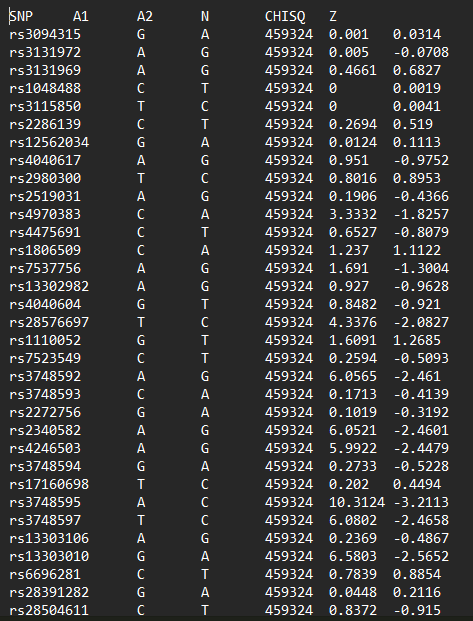 SNP A1 A2 N CHISQ Z
rs3094315 G A 459324 0.001 0.0314
rs3131972 A G 459324 0.005 -0.0708
rs3131969 A G 459324 0.4661 0.6827
rs1048488 C T 459324 0 0.0019
rs3115850 T C 459324 0 0.0041
rs2286139 C T 459324 0.2694 0.519
rs12562034 G A 459324 0.0124 0.1113
rs4040617 A G 459324 0.951 -0.9752
rs2980300 T C 459324 0.8016 0.8953
rs2519031 A G 459324 0.1906 -0.4366
rs4970383 C A 459324 3.3332 -1.8257
rs4475691 C T 459324 0.6527 -0.8079
rs1806509 C A 459324 1.237 1.1122
rs7537756 A G 459324 1.691 -1.3004
rs13302982 A G 459324 0.927 -0.9628
rs4040604 G T 459324 0.8482 -0.921
rs28576697 T C 459324 4.3376 -2.0827
rs1110052 G T 459324 1.6091 1.2685
rs7523549 C T 459324 0.2594 -0.5093
rs3748592 A G 459324 6.0565 -2.461
rs3748593 C A 459324 0.1713 -0.4139
rs2272756 G A 459324 0.1019 -0.3192
rs2340582 A G 459324 6.0521 -2.4601
rs4246503 A G 459324 5.9922 -2.4479
rs3748594 G A 459324 0.2733 -0.5228
rs17160698 T C 459324 0.202 0.4494
rs3748595 A C 459324 10.3124 -3.2113
rs3748597 T C 459324 6.0802 -2.4658
rs13303106 A G 459324 0.2369 -0.4867
rs13303010 G A 459324 6.5803 -2.5652
rs6696281 C T 459324 0.7839 0.8854
rs28391282 G A 459324 0.0448 0.2116
rs28504611 C T 459324 0.8372 -0.915